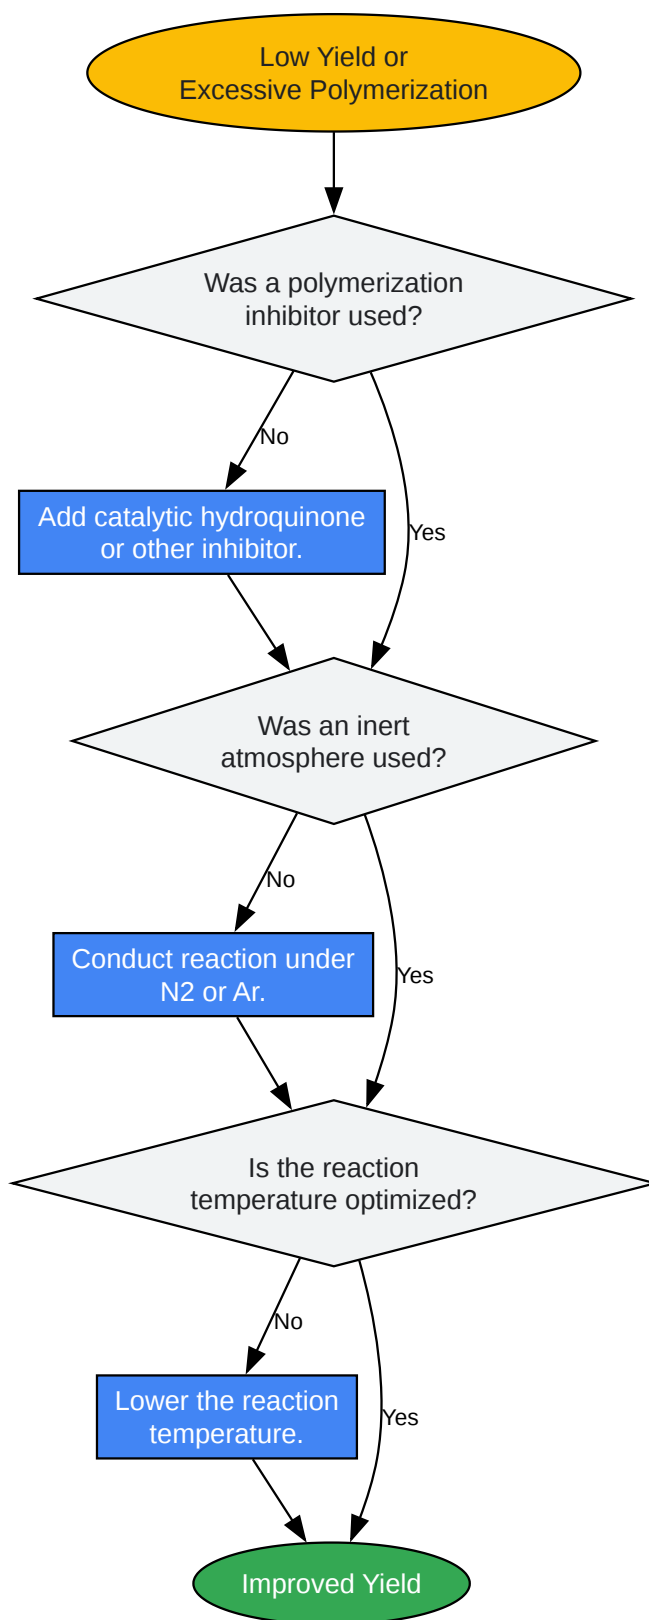 Low Yield or
Excessive Polymerization
Was a polymerization
inhibitor used?
No
Add catalytic hydroquinone
or other inhibitor.
Yes
Was an inert
atmosphere used?
No
Conduct reaction under
N2 or Ar.
Yes
Is the reaction
temperature optimized?
No
Lower the reaction
temperature.
Yes
Improved Yield